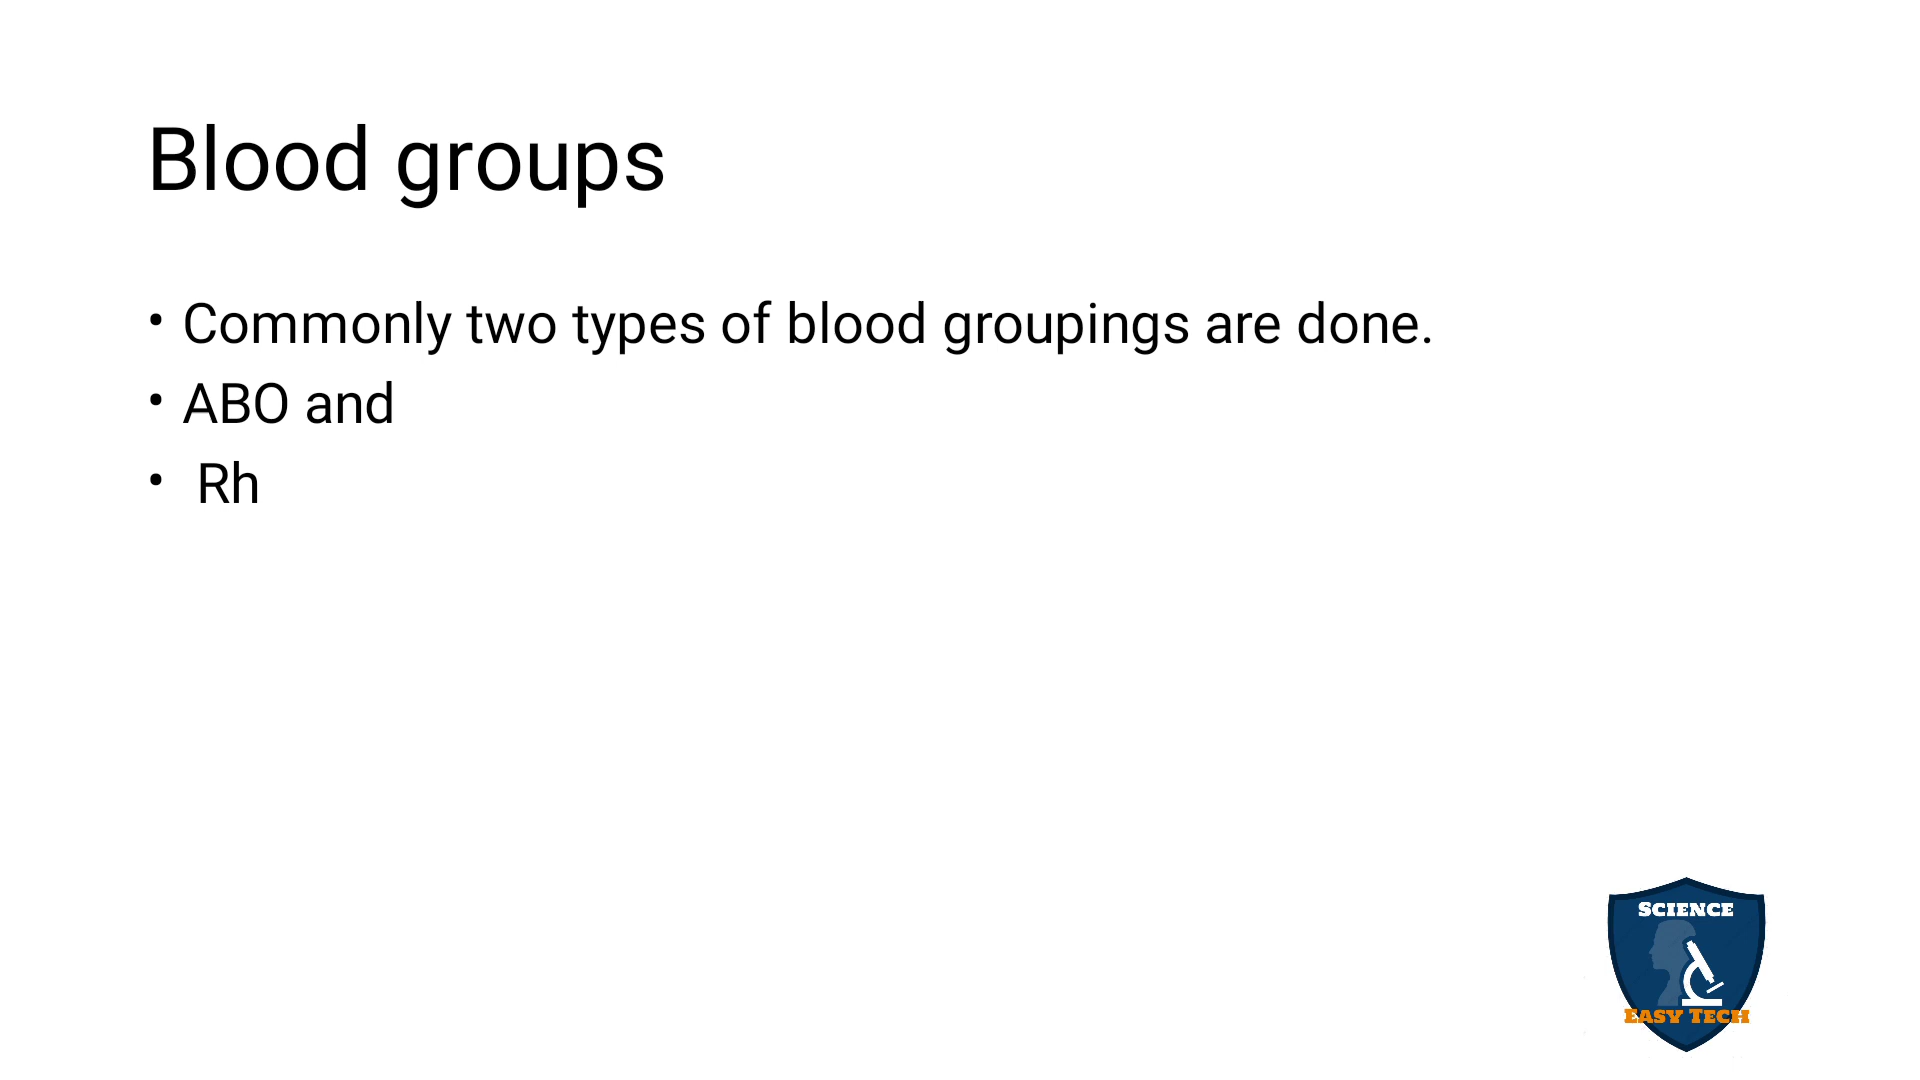 Blood groups
• Commonly two types of blood groupings are done.
• ABO and
• Rh
SCIENCE
EASY TECH